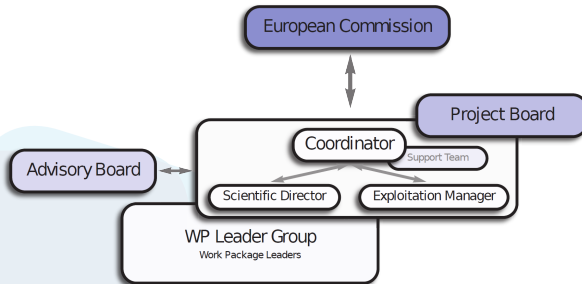 European Commission
Project Board
Coordinator
Support Team
Advisory Board
Scientific Director
Exploitation Manager
WP Leader Group
Work Package Leaders